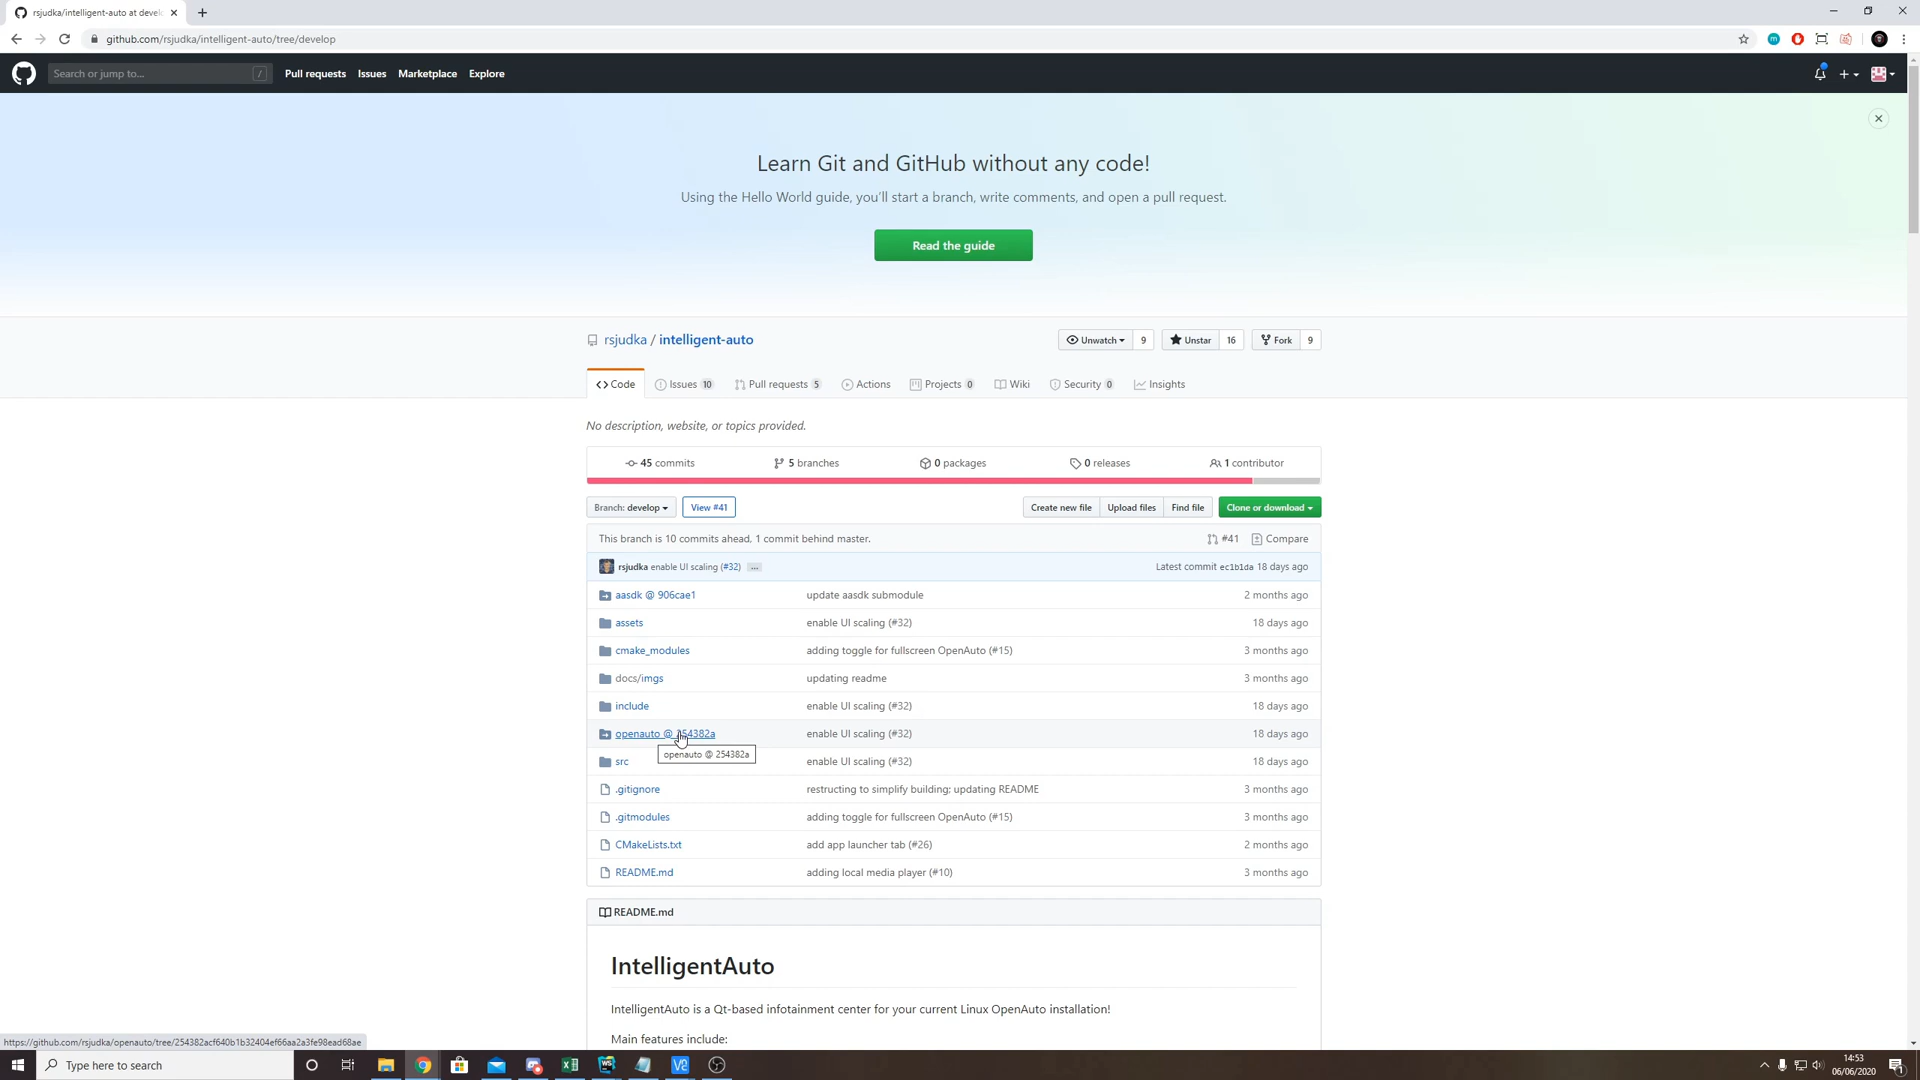 rsjudka/intelligent-auto at devel
github.com/rsjudka/intelligent-auto/tree/develop
Search or jump to... /
Pull requests Issues Marketplace Explore
Learn Git and GitHub without any code!
Using the Hello World guide, you'll start a branch, write comments, and open a pull request.
Read the guide
rsjudka / intelligent-auto
Unwatch 9 Unstar 16 Fork 9
Code Issues 10 Pull requests 5 Actions Projects 0 Wiki Security 0 Insights
No description, website, or topics provided.
45 commits 5 branches 0 packages 0 releases 1 contributor
Branch: develop View #41 Create new file Upload files Find file Clone or download
This branch is 10 commits ahead, 1 commit behind master. #41 Compare
rsjudka enable UI scaling (#32) ... Latest commit ec1b1da 18 days ago
aasdk @ 906cae1 update aasdk submodule 2 months ago
assets enable UI scaling (#32) 18 days ago
cmake_modules adding toggle for fullscreen OpenAuto (#15) 3 months ago
docs/imgs updating readme 3 months ago
include enable UI scaling (#32) 18 days ago
openauto @ 254382a enable UI scaling (#32) 18 days ago
openauto @ 254382a
src enable UI scaling (#32) 18 days ago
.gitignore restructing to simplify building; updating README 3 months ago
.gitmodules adding toggle for fullscreen OpenAuto (#15) 3 months ago
CMakeLists.txt add app launcher tab (#26) 2 months ago
README.md adding local media player (#10) 3 months ago
README.md
IntelligentAuto
IntelligentAuto is a Qt-based infotainment center for your current Linux OpenAuto installation!
Main features include:
https://github.com/rsjudka/openauto/tree/254382acf640b1b32404ef66aa2a3fe98ead68ae
Type here to search
14:53
06/06/2020